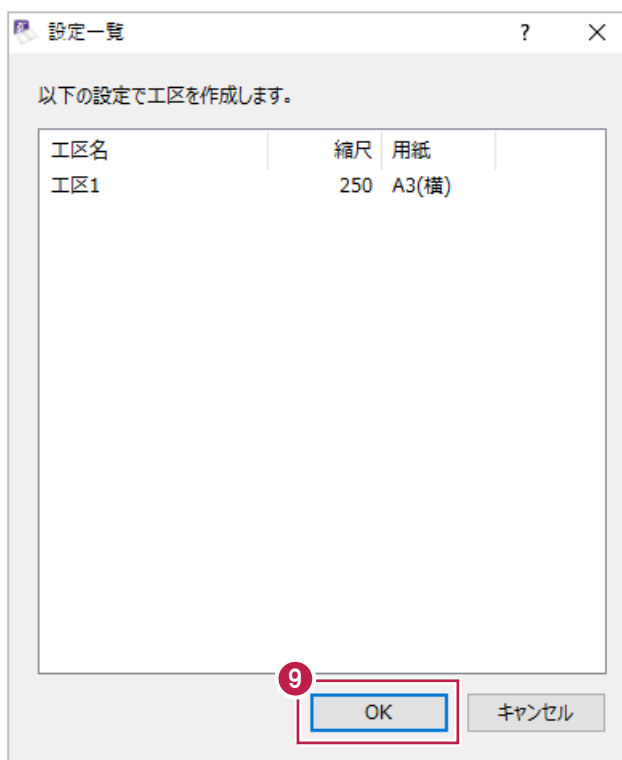 設定一覧 ?
以下の設定で工区を作成します。
工区名 縮尺 用紙
工区1 250 A3(横)
9
OK キャンセル